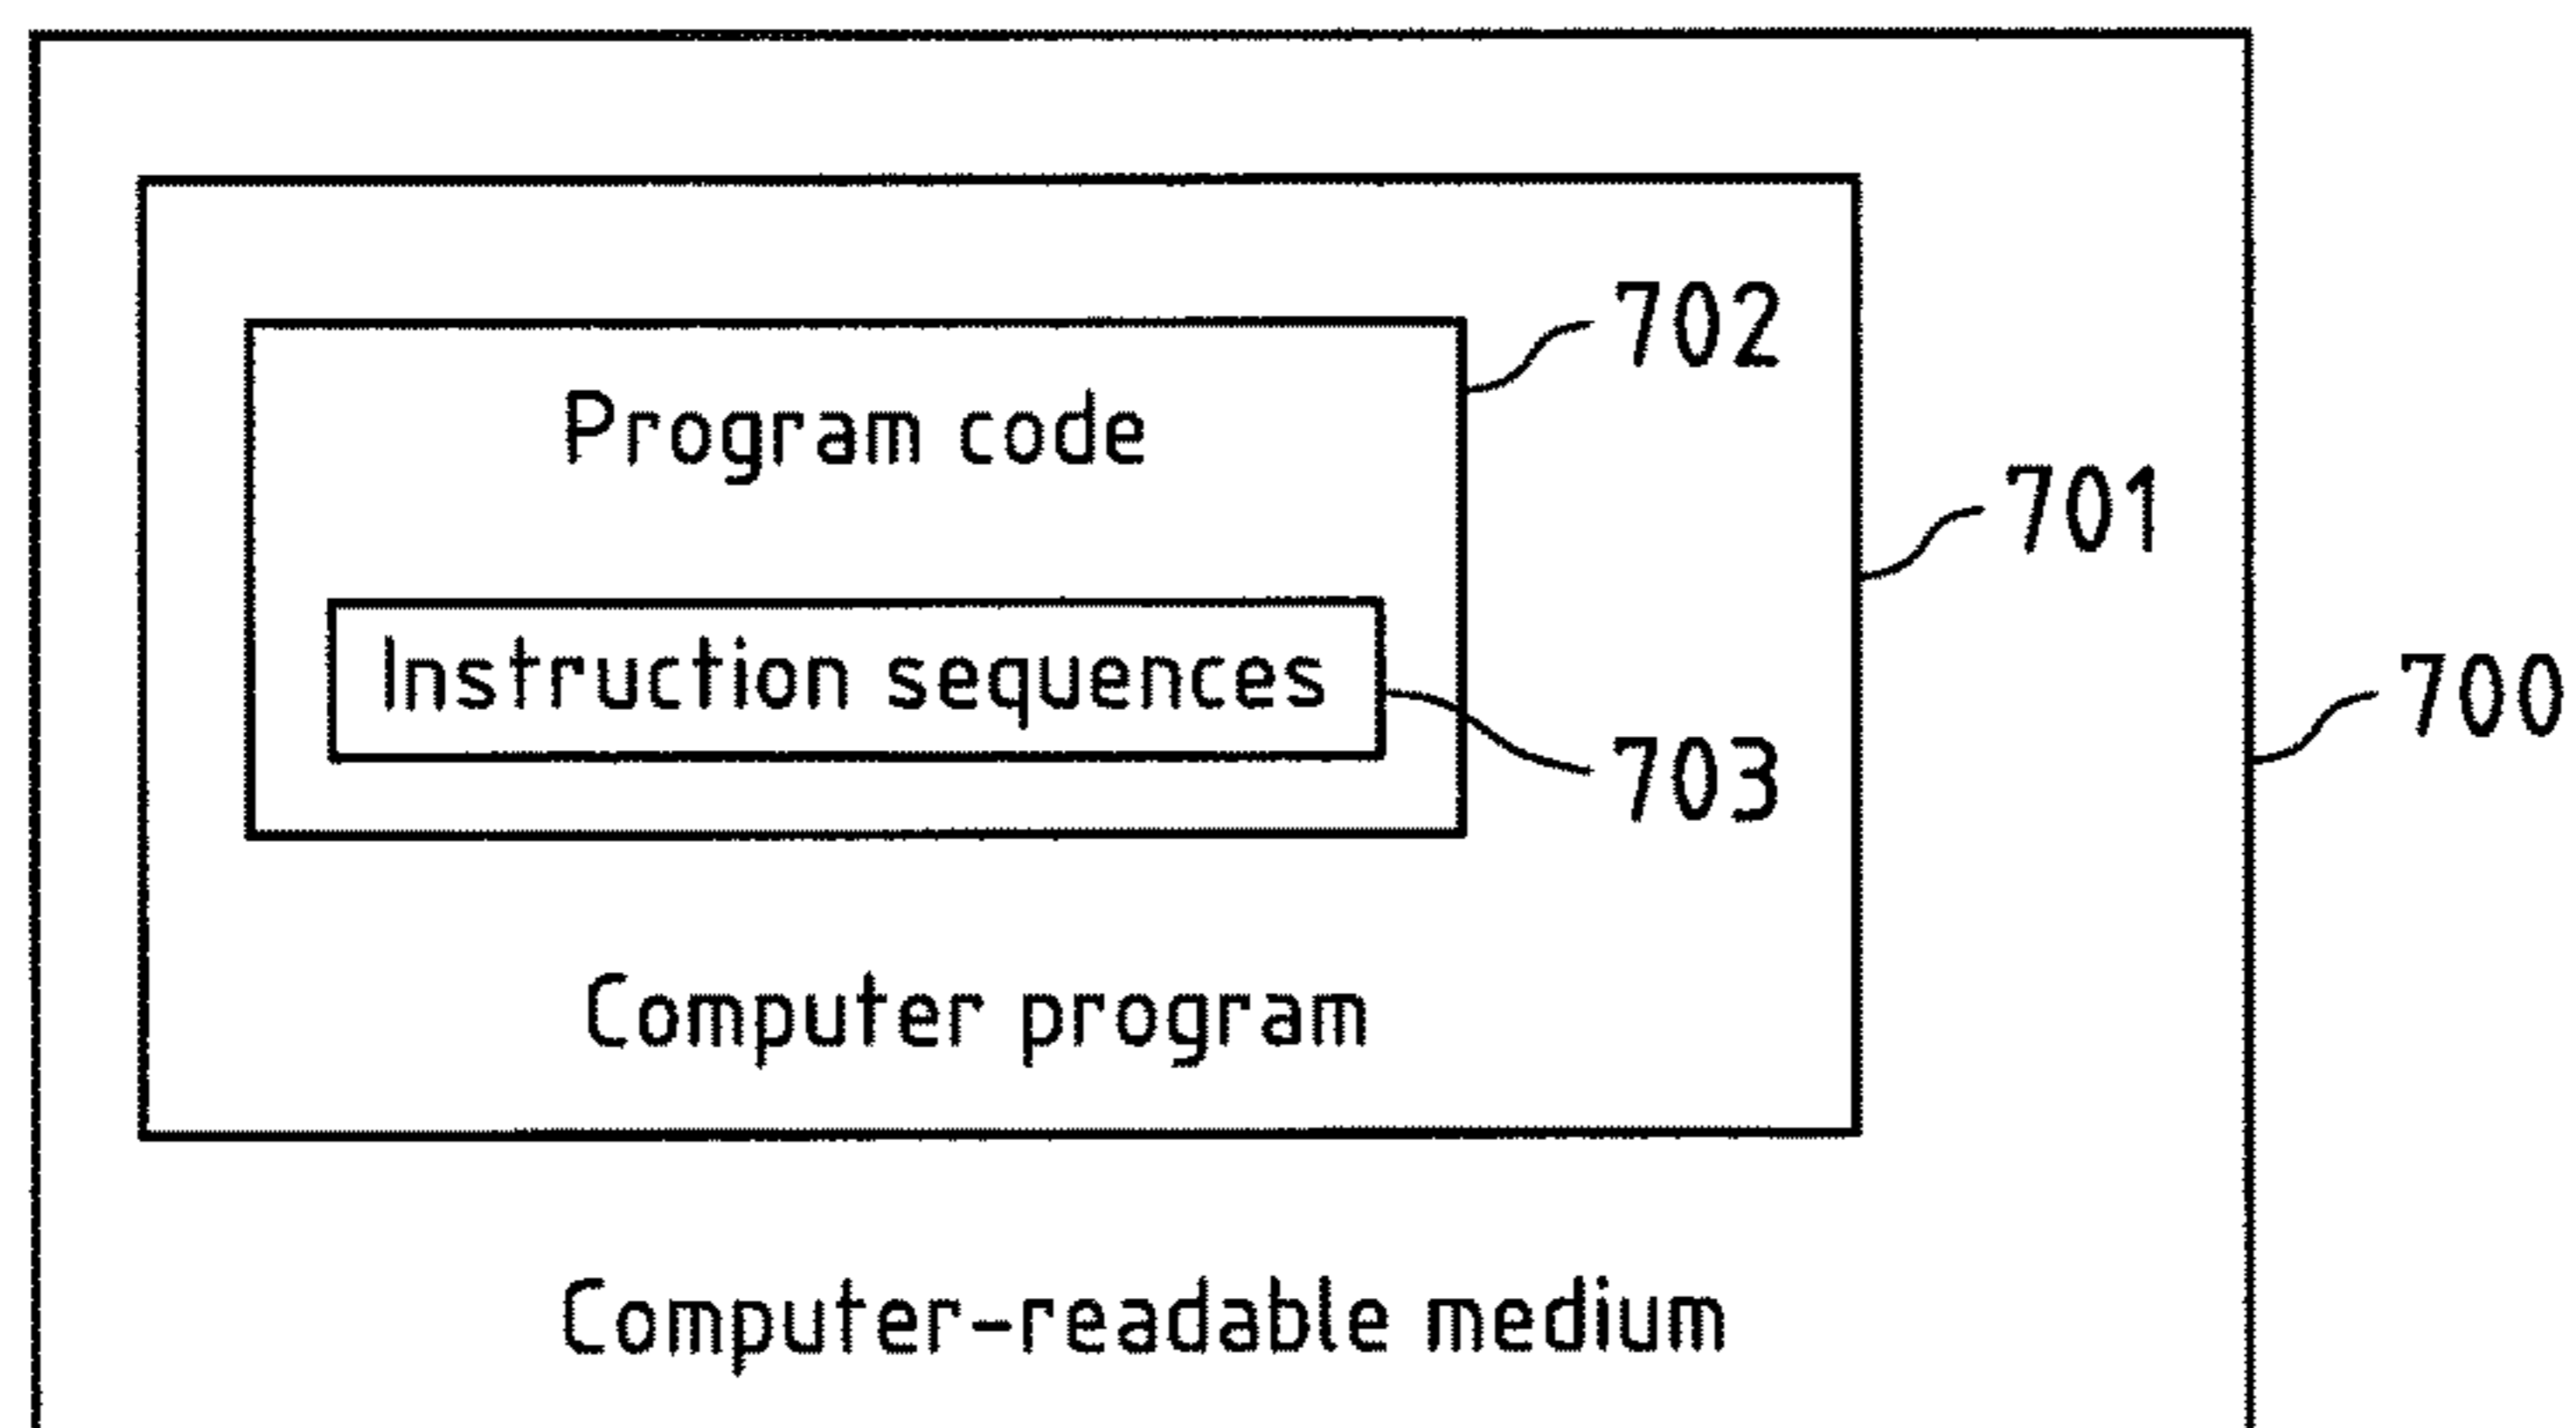 702
Program code
701
Instruction sequences
700
703
Computer program
Computer-readable medium